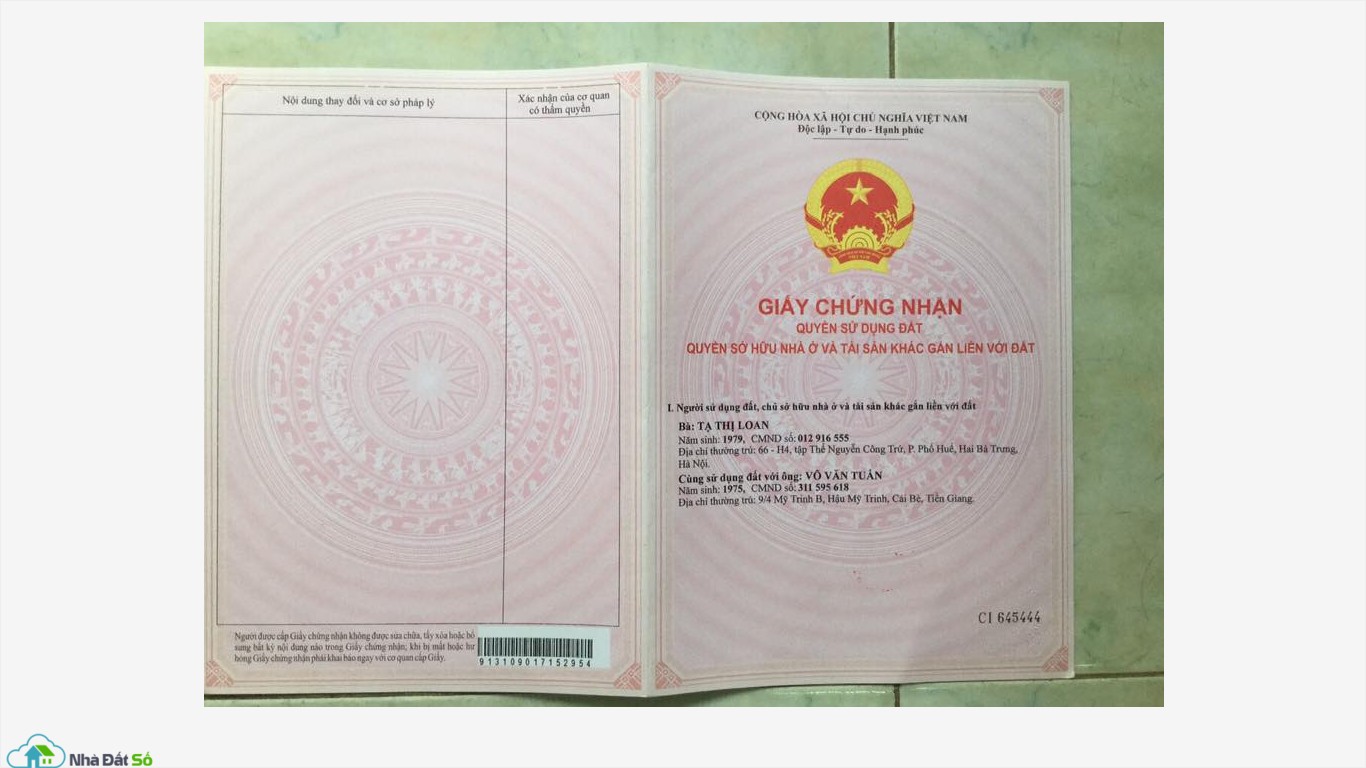 Nội dung thay đổi và cơ sở pháp lý
Xác nhận của cơ quan
có thẩm quyền
Người được cấp Giấy chứng nhận không được sửa chữa, tẩy xóa hoặc bổ
sung bất kỳ nội dung nào trong Giấy chứng nhận; khi bị mất hoặc hư
hỏng Giấy chứng nhận phải khai báo ngay với cơ quan cấp Giấy.
913109017152954
CỘNG HÒA XÃ HỘI CHỦ NGHĨA VIỆT NAM
Độc lập - Tự do - Hạnh phúc
VIỆT NAM
GIẤY CHỨNG NHẬN
QUYỀN SỬ DỤNG ĐẤT
QUYỀN SỞ HỮU NHÀ Ở VÀ TÀI SẢN KHÁC GẮN LIỀN VỚI ĐẤT
I. Người sử dụng đất, chủ sở hữu nhà ở và tài sản khác gắn liền với đất
Bà: TẠ THỊ LOAN
Năm sinh: 1979, CMND số: 012 916 555
Địa chỉ thường trú: 66 - H4, tập Thể Nguyễn Công Trứ, P. Phố Huế, Hai Bà Trưng,
Hà Nội.
Cùng sử dụng đất với ông: VÕ VĂN TUẤN
Năm sinh: 1975, CMND số: 311 595 618
Địa chỉ thường trú: 9/4 Mỹ Trinh B, Hậu Mỹ Trinh, Cái Bè, Tiền Giang.
CI 645444
Nhà Đất Số